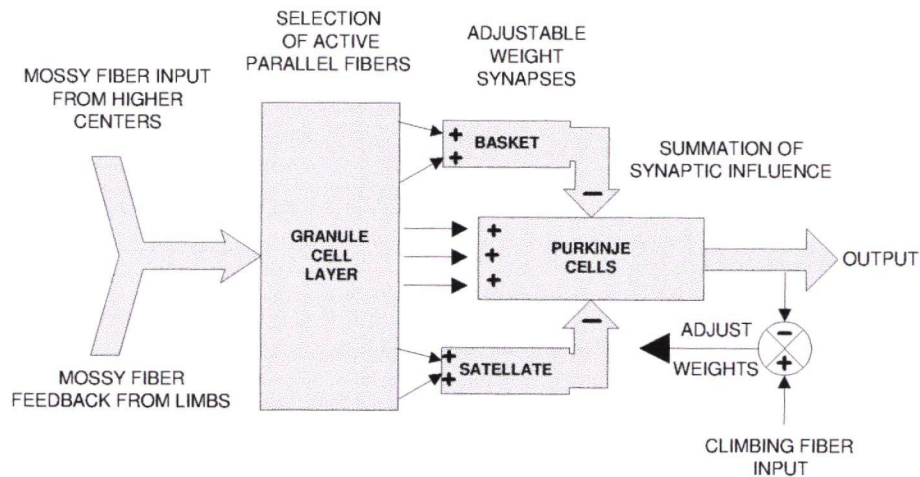 SELECTION
OF ACTIVE
PARALLEL FIBERS
ADJUSTABLE
WEIGHT
SYNAPSES
MOSSY FIBER INPUT
FROM HIGHER
CENTERS
+ BASKET
+
SUMMATION OF
SYNAPTIC INFLUENCE
−
GRANULE
CELL
LAYER
+
+
+
PURKINJE
CELLS
OUTPUT
−
ADJUST
WEIGHTS
−
+
+ SATELLATE
+
MOSSY FIBER
FEEDBACK FROM LIMBS
CLIMBING FIBER
INPUT